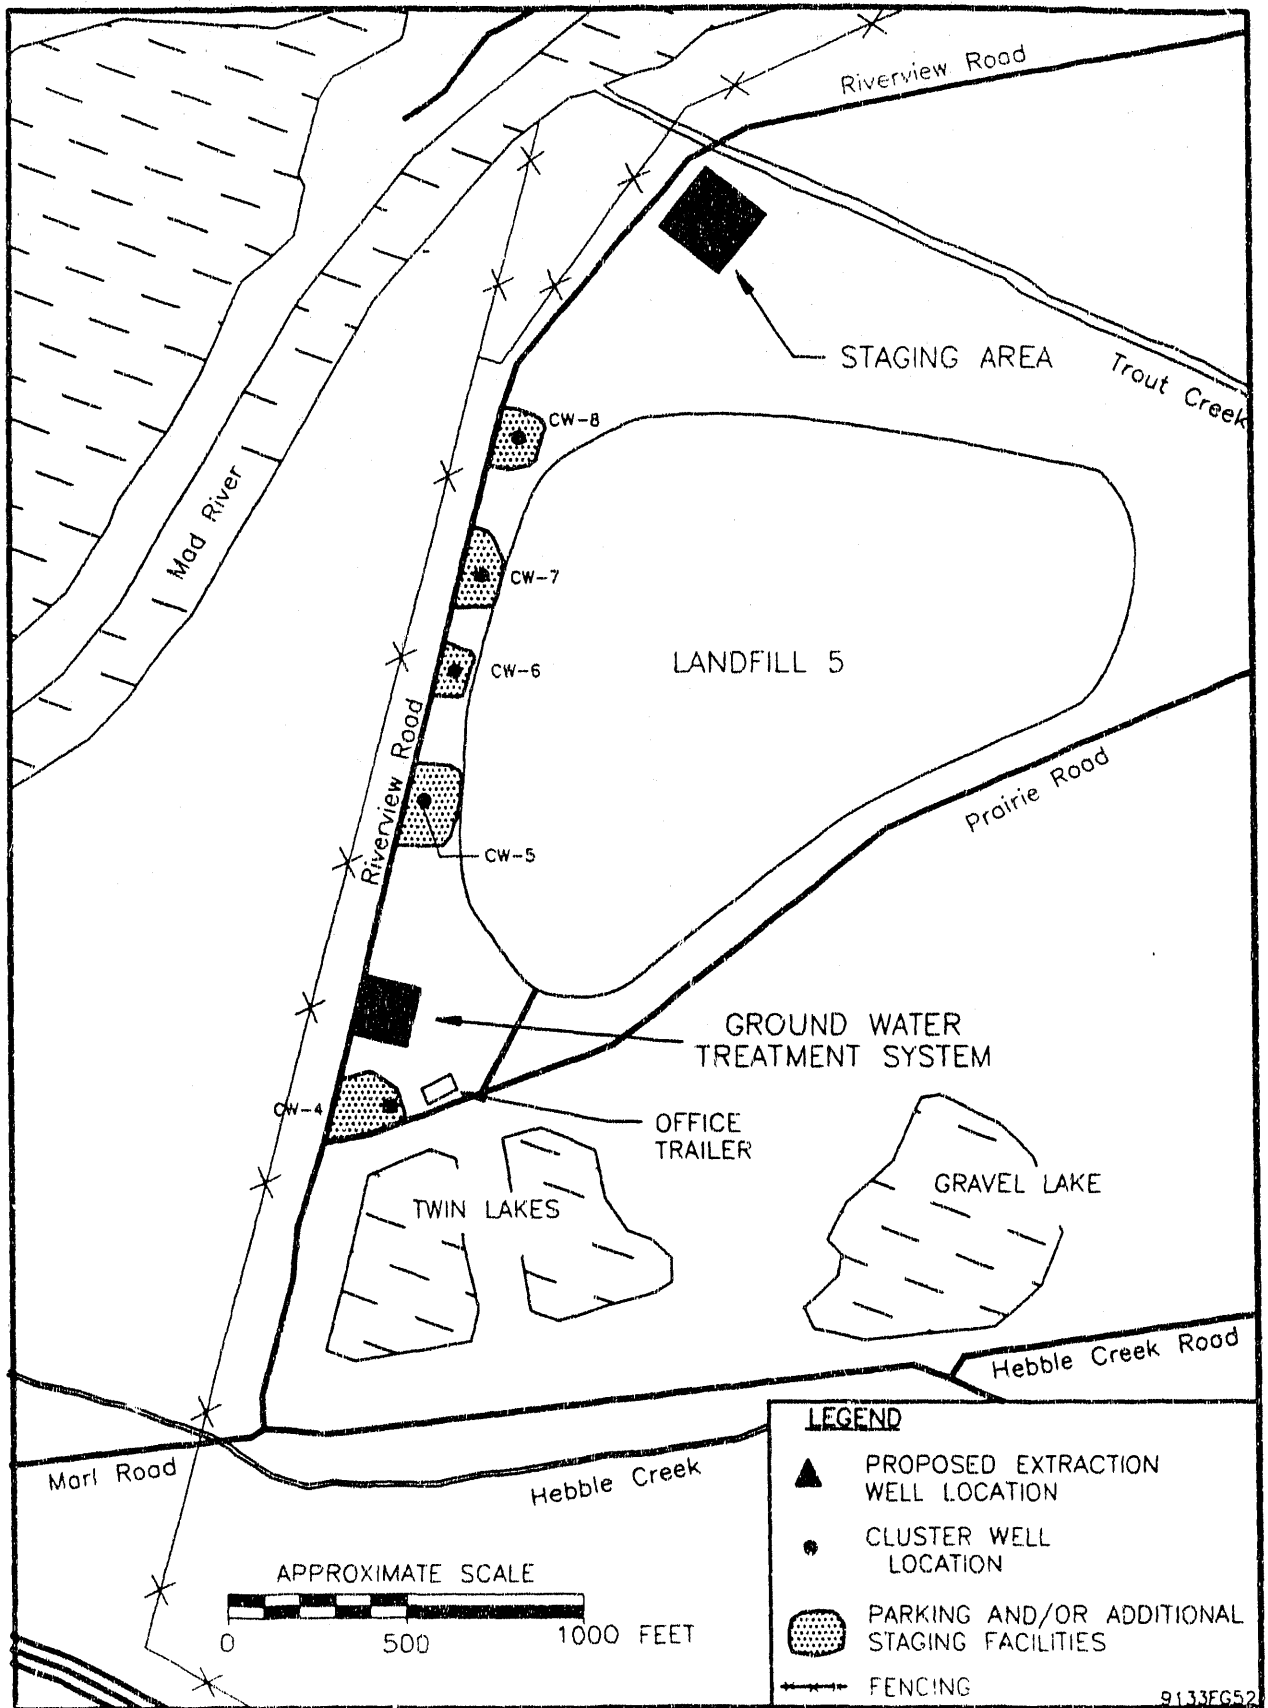 Riverview Road
STAGING AREA
Trout Creek
CW-8
Mad River
CW-7
CW-6
LANDFILL 5
Riverview Road
Prairie Road
CW-5
GROUND WATER
TREATMENT SYSTEM
CW-4
OFFICE
TRAILER
TWIN LAKES
GRAVEL LAKE
Hebble Creek Road
Marl Road
Hebble Creek
LEGEND
PROPOSED EXTRACTION
WELL LOCATION
CLUSTER WELL
LOCATION
PARKING AND/OR ADDITIONAL
STAGING FACILITIES
FENCING
APPROXIMATE SCALE
0 500 1000 FEET
9133FG52